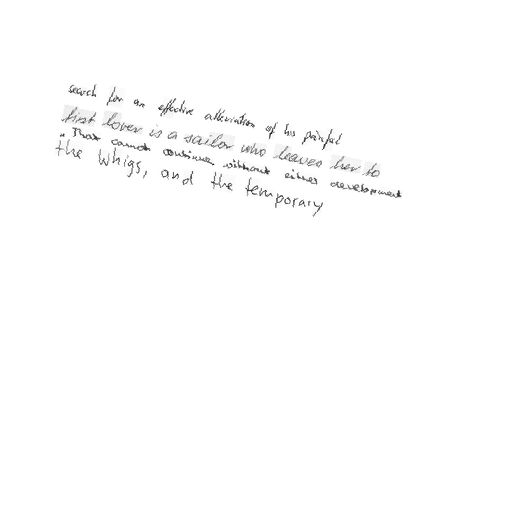 search for an effective alleviation of his painful
first lover is a sailor who leaves her to
" That cannot continue without either development
the Whigs, and the temporary